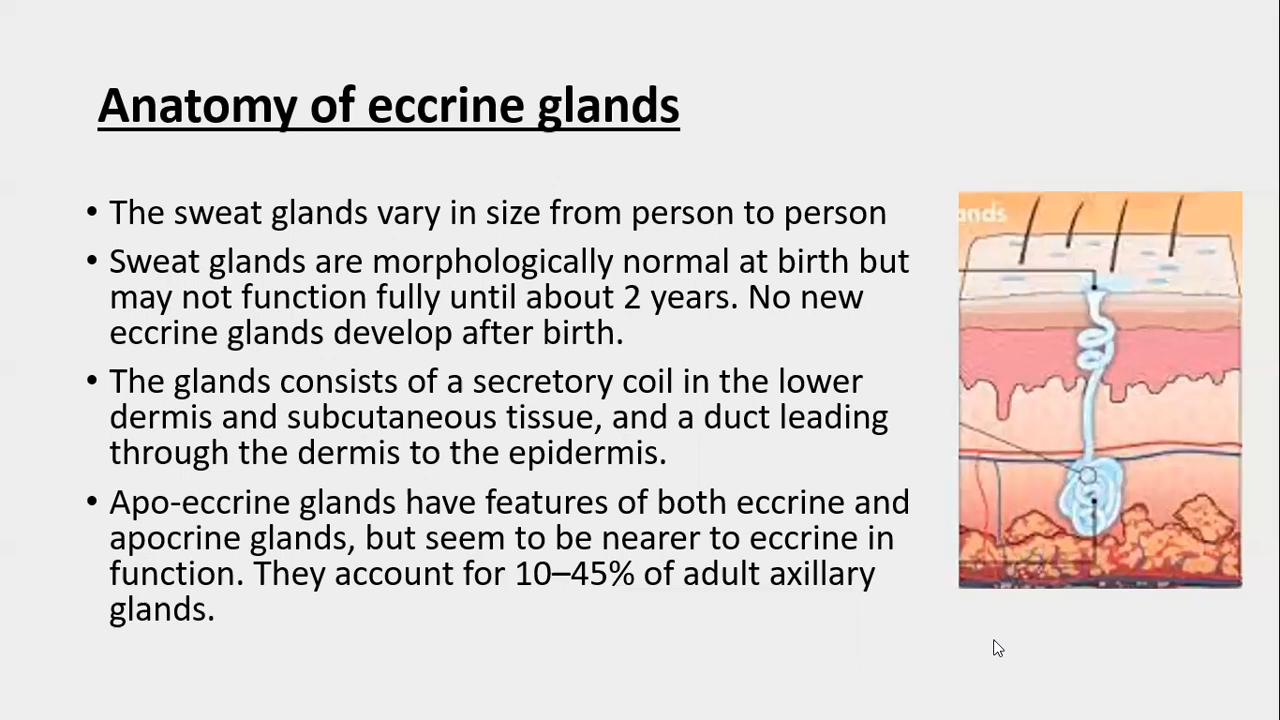 Anatomy of eccrine glands
• The sweat glands vary in size from person to person
• Sweat glands are morphologically normal at birth but
may not function fully until about 2 years. No new
eccrine glands develop after birth.
• The glands consists of a secretory coil in the lower
dermis and subcutaneous tissue, and a duct leading
through the dermis to the epidermis.
• Apo-eccrine glands have features of both eccrine and
apocrine glands, but seem to be nearer to eccrine in
function. They account for 10–45% of adult axillary
glands.
ands